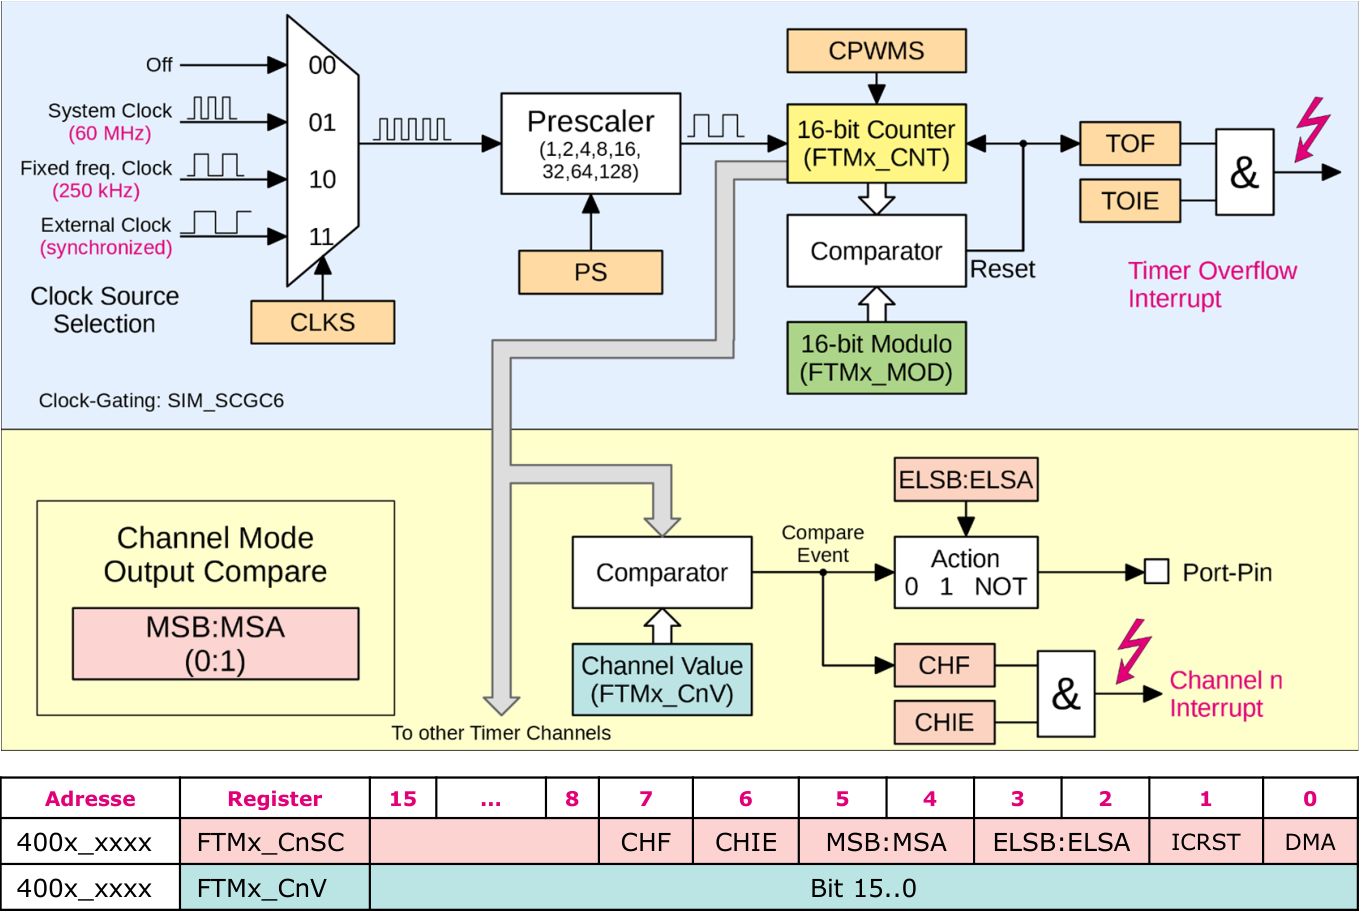 CPWMS
Off
00
System Clock
(60 MHz)
01
Prescaler
(1,2,4,8,16,
32,64,128)
16-bit Counter
(FTMx_CNT)
TOF
&
Fixed freq. Clock
(250 kHz)
10
TOIE
External Clock
(synchronized)
11
PS
Comparator
Reset
Timer Overflow
Interrupt
Clock Source
Selection
CLKS
16-bit Modulo
(FTMx_MOD)
Clock-Gating: SIM_SCGC6
ELSB:ELSA
Channel Mode
Output Compare
MSB:MSA
(0:1)
Comparator
Compare
Event
Action
0 1 NOT
Port-Pin
Channel Value
(FTMx_CnV)
CHF
&
CHIE
Channel n
Interrupt
To other Timer Channels
Adresse Register 15 ... 8 7 6 5 4 3 2 1 0
400x_xxxx FTMx_CnSC CHF CHIE MSB:MSA ELSB:ELSA ICRST DMA
400x_xxxx FTMx_CnV Bit 15..0